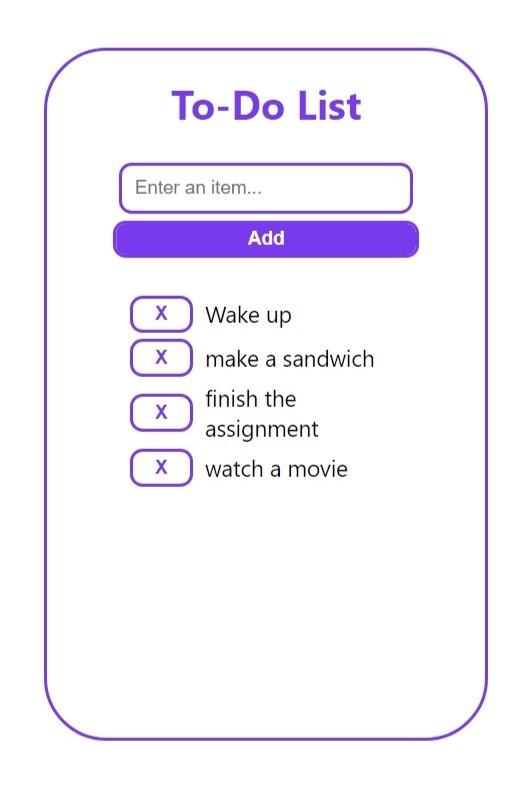 To-Do List
Enter an item...
Add
X Wake up
X make a sandwich
X finish the
assignment
X watch a movie